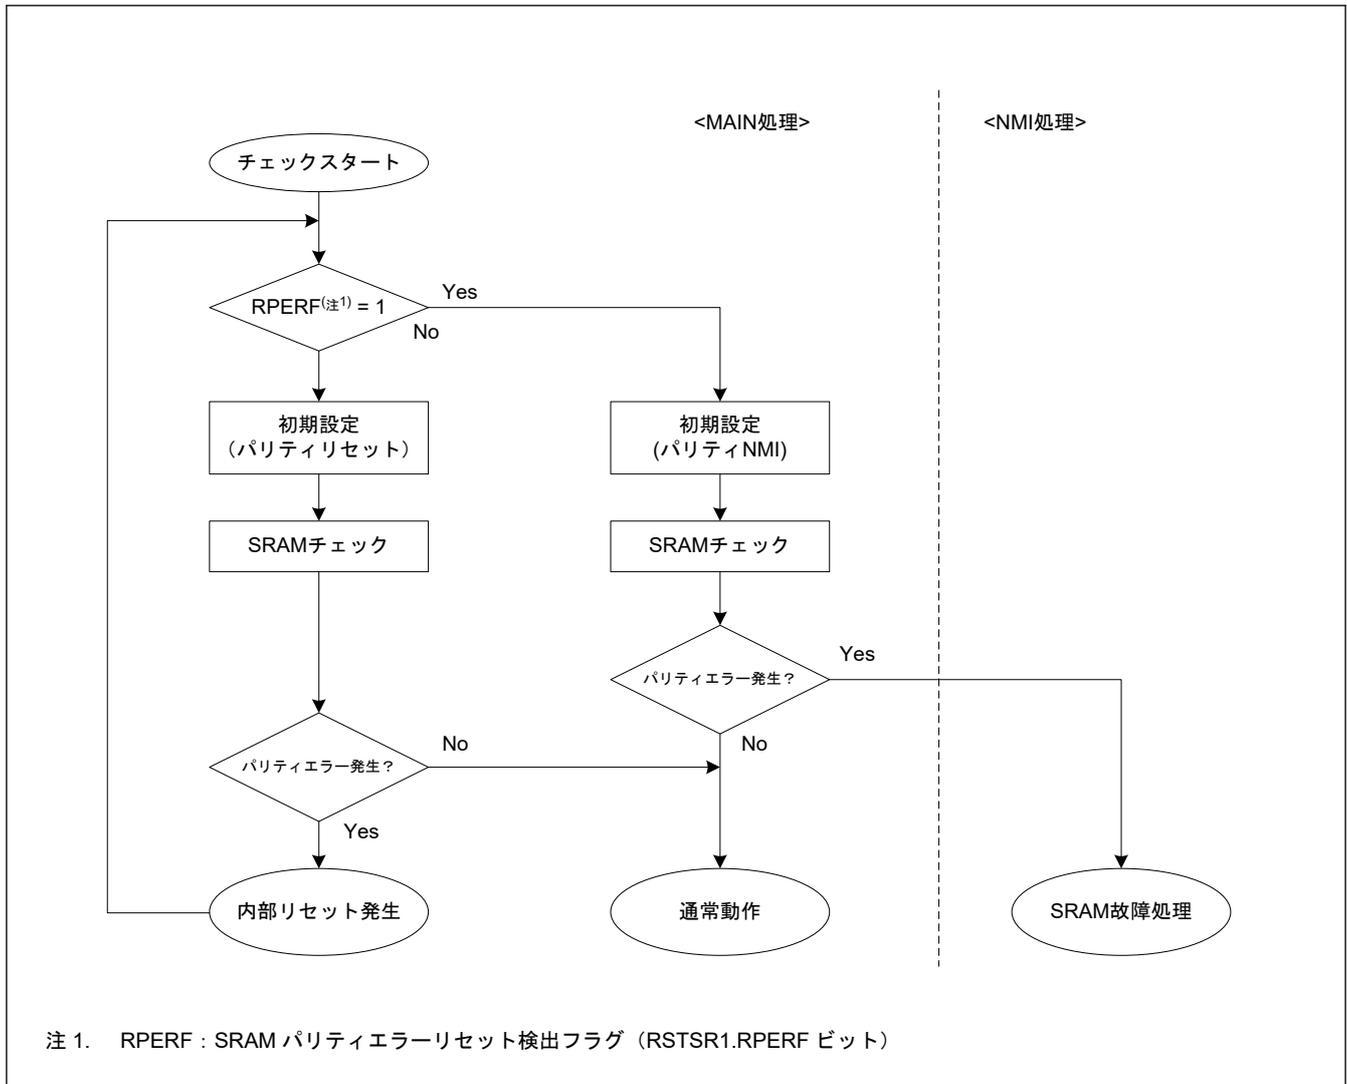 <MAIN処理>
<NMI処理>
チェックスタート
RPERF(注1) = 1
Yes
No
初期設定
（パリティリセット）
初期設定
(パリティNMI)
SRAMチェック
SRAMチェック
パリティエラー発生？
Yes
No
パリティエラー発生？
No
Yes
内部リセット発生
通常動作
SRAM故障処理
注 1. RPERF：SRAM パリティエラーリセット検出フラグ（RSTSR1.RPERF ビット）